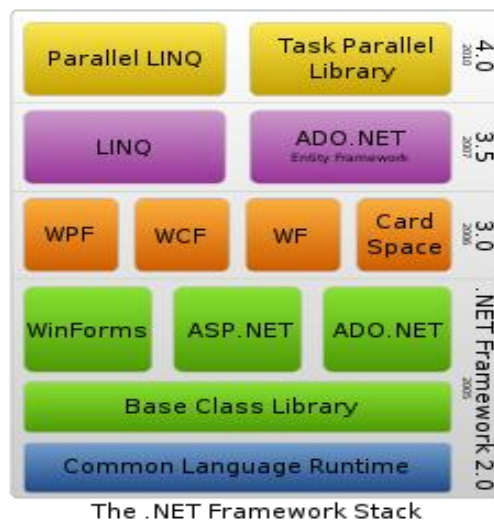 Parallel LINQ
Task Parallel
Library
4.0
2010
LINQ
ADO.NET
Entity Framework
3.5
2007
WPF
WCF
WF
Card
Space
3.0
2006
WinForms
ASP.NET
ADO.NET
Base Class Library
Common Language Runtime
.NET Framework 2.0
2005
The .NET Framework Stack